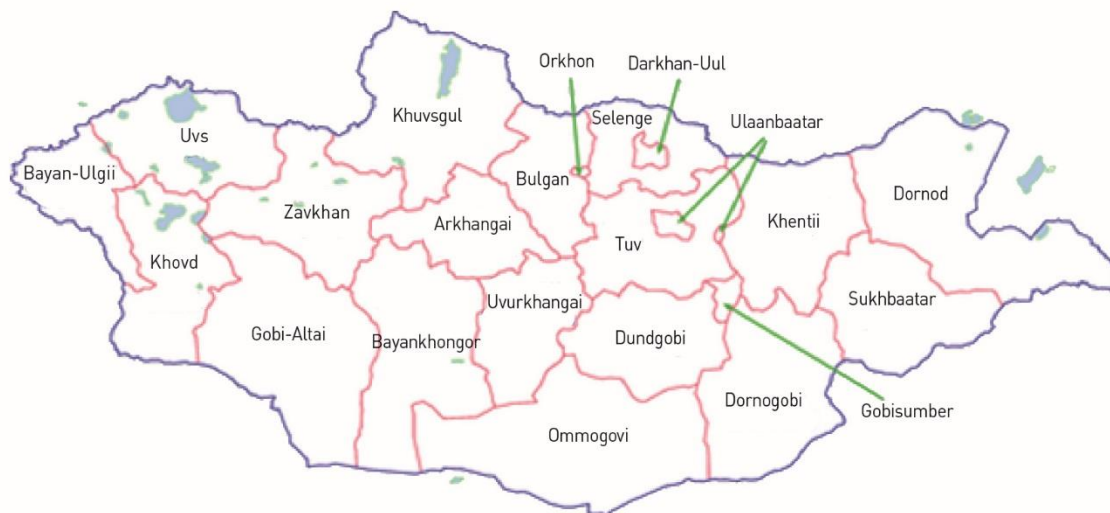 Orkhon
Darkhan-Uul
Khuvsgul
Selenge
Ulaanbaatar
Uvs
Bayan-Ulgii
Bulgan
Dornod
Zavkhan
Arkhangai
Khentii
Khovd
Tuv
Uvurkhangai
Sukhbaatar
Gobi-Altai
Bayankhongor
Dundgobi
Dornogobi
Gobisumber
Ommogovi